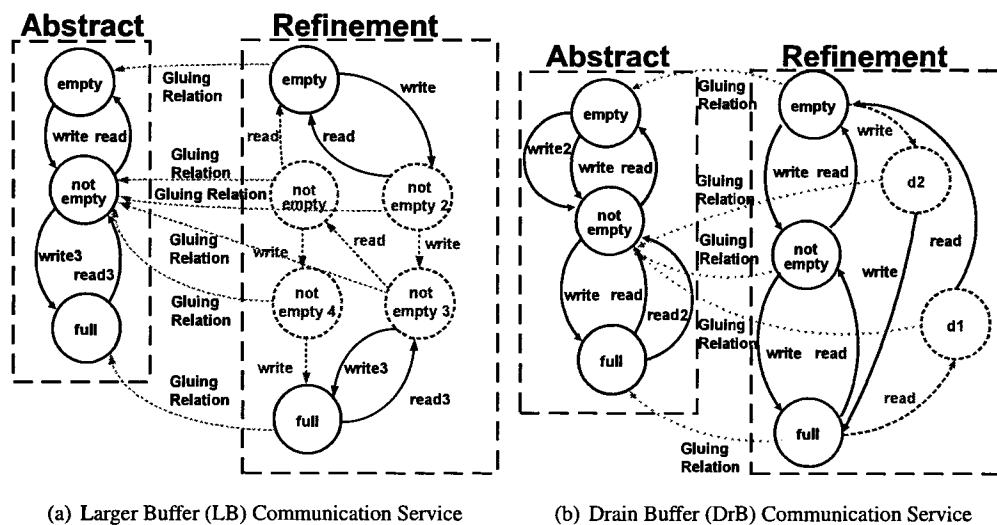 Abstract
Refinement
empty
Gluing
Relation
empty
write
write read
read
read
Gluing
Relation
not
empty
Gluing Relation
not
empty
not
empty 2
write3
read3
Gluing
Relation
write
write
read
write
full
Gluing
Relation
not
empty 4
not
empty 3
Gluing
Relation
write
write3
read3
full
(a) Larger Buffer (LB) Communication Service
Abstract
Refinement
empty
Gluing
Relation
empty
write
write2
write read
d2
Gluing
Relation
write read
not
empty
Gluing
Relation
not
empty
read
write
write read
read2
Gluing
Relation
d1
write read
full
read
full
Gluing
Relation
(b) Drain Buffer (DrB) Communication Service